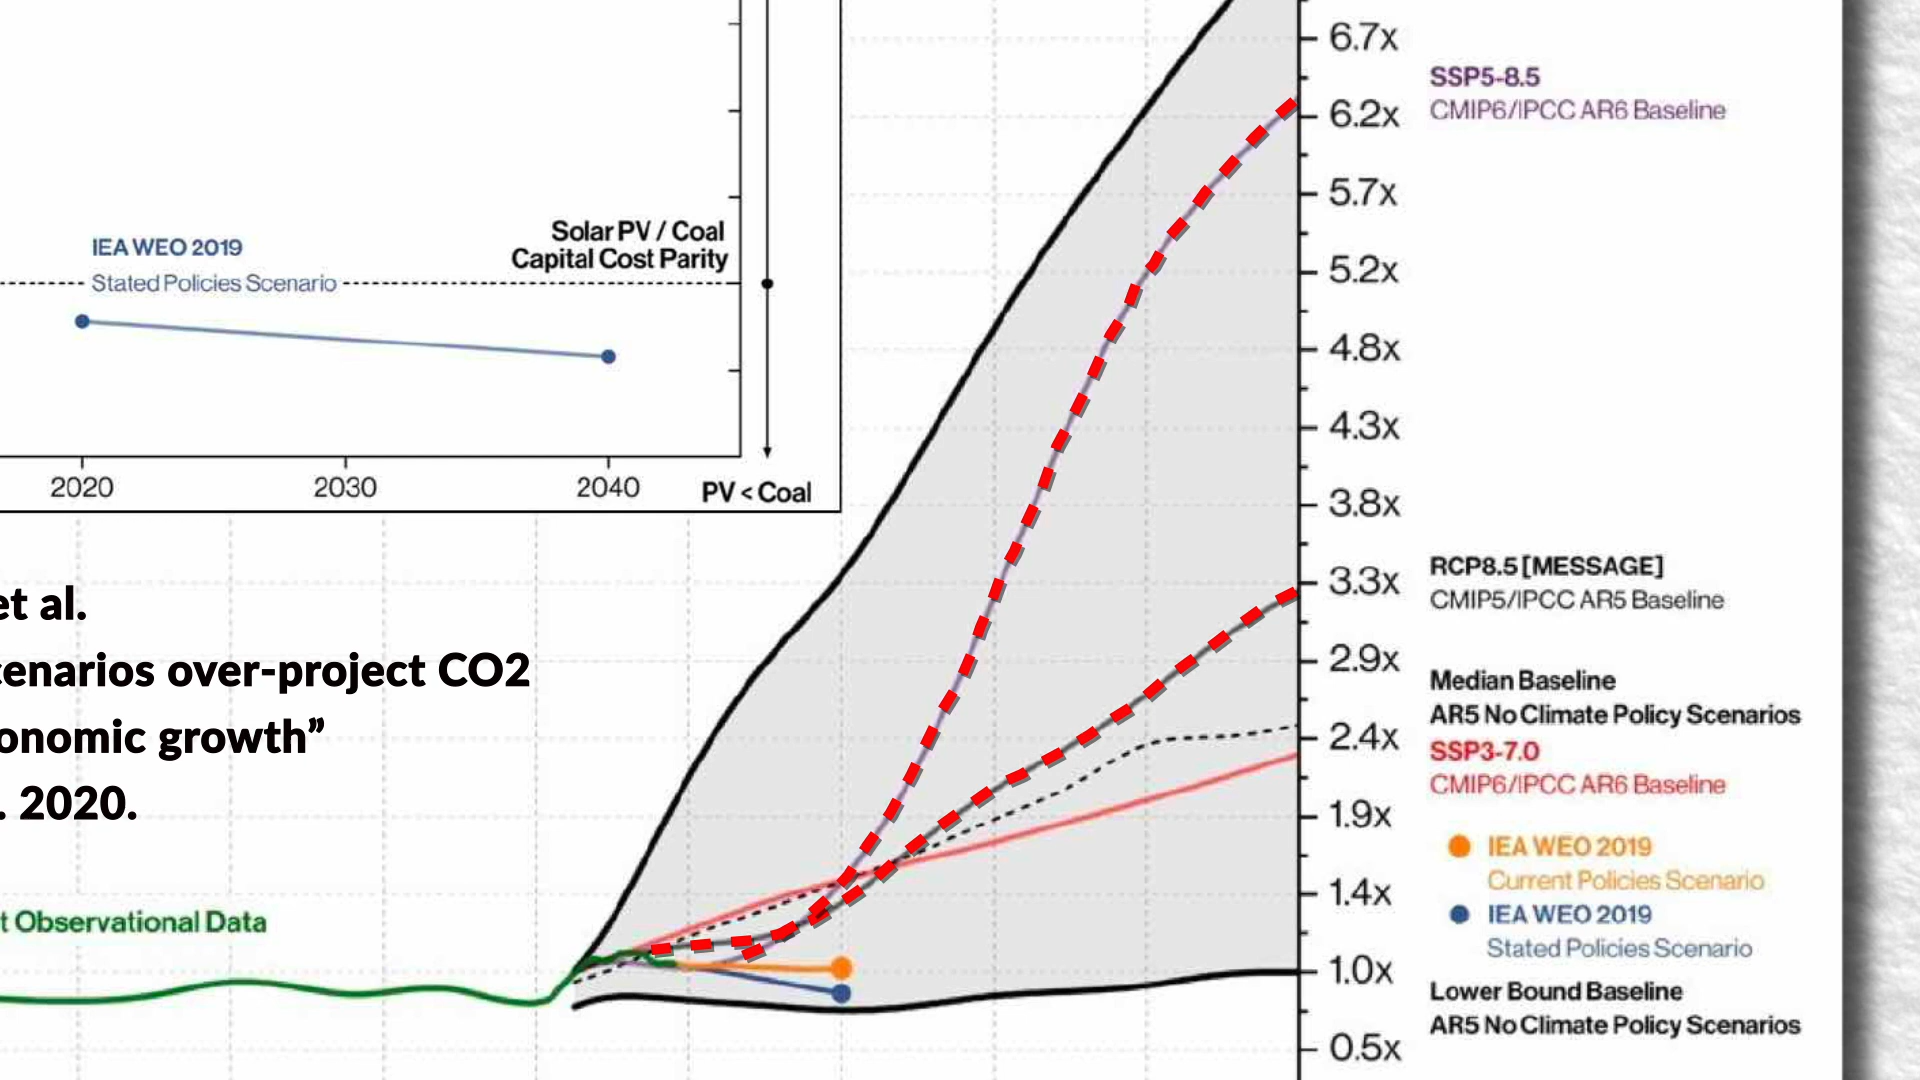 6.7x
SSP5-8.5
CMIP6/IPCC AR6 Baseline
6.2x
5.7x
Solar PV / Coal
Capital Cost Parity
IEA WEO 2019
Stated Policies Scenario
5.2x
4.8x
4.3x
2020 2030 2040 PV < Coal
3.8x
RCP8.5 [MESSAGE]
3.3x
CMIP5/IPCC AR5 Baseline
et al.
cenarios over-project CO2
onomic growth”
. 2020.
2.9x
Median Baseline
AR5 No Climate Policy Scenarios
2.4x
SSP3-7.0
CMIP6/IPCC AR6 Baseline
1.9x
IEA WEO 2019
Current Policies Scenario
1.4x
IEA WEO 2019
Stated Policies Scenario
t Observational Data
1.0x
Lower Bound Baseline
AR5 No Climate Policy Scenarios
0.5x